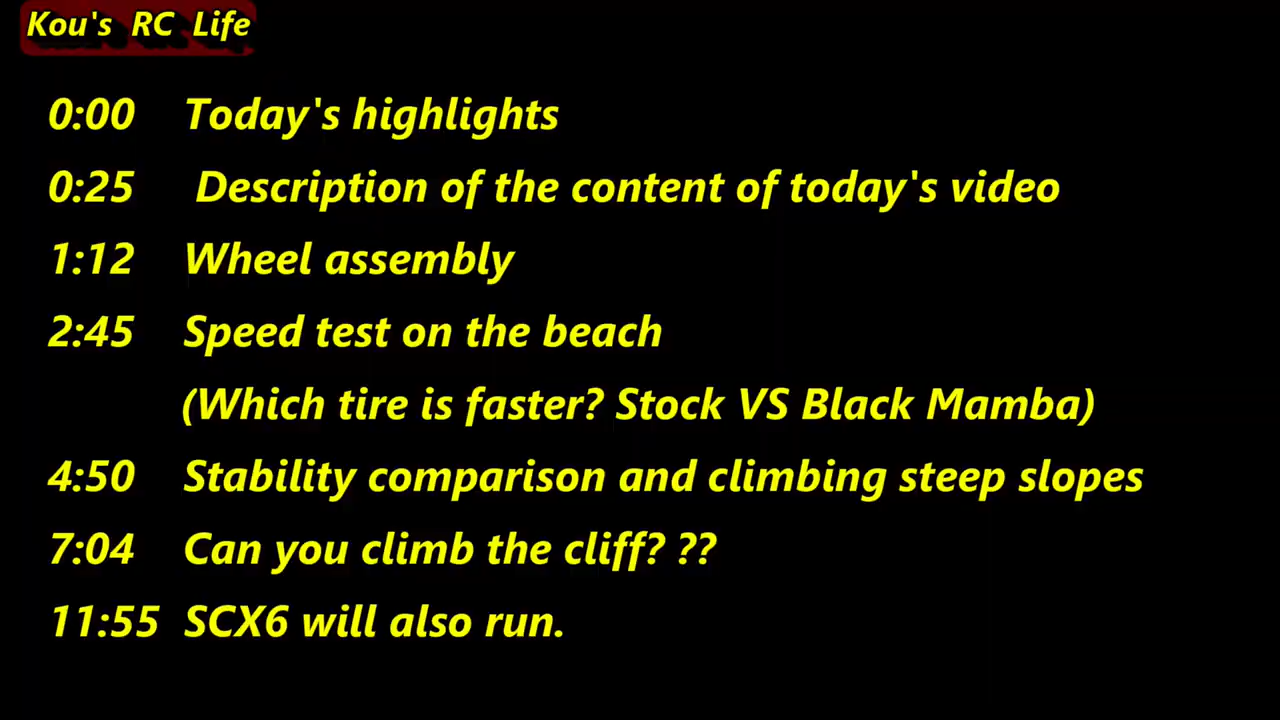 Kou's RC Life
0:00 Today's highlights
0:25 Description of the content of today's video
1:12 Wheel assembly
2:45 Speed test on the beach
(Which tire is faster? Stock VS Black Mamba)
4:50 Stability comparison and climbing steep slopes
7:04 Can you climb the cliff? ??
11:55 SCX6 will also run.